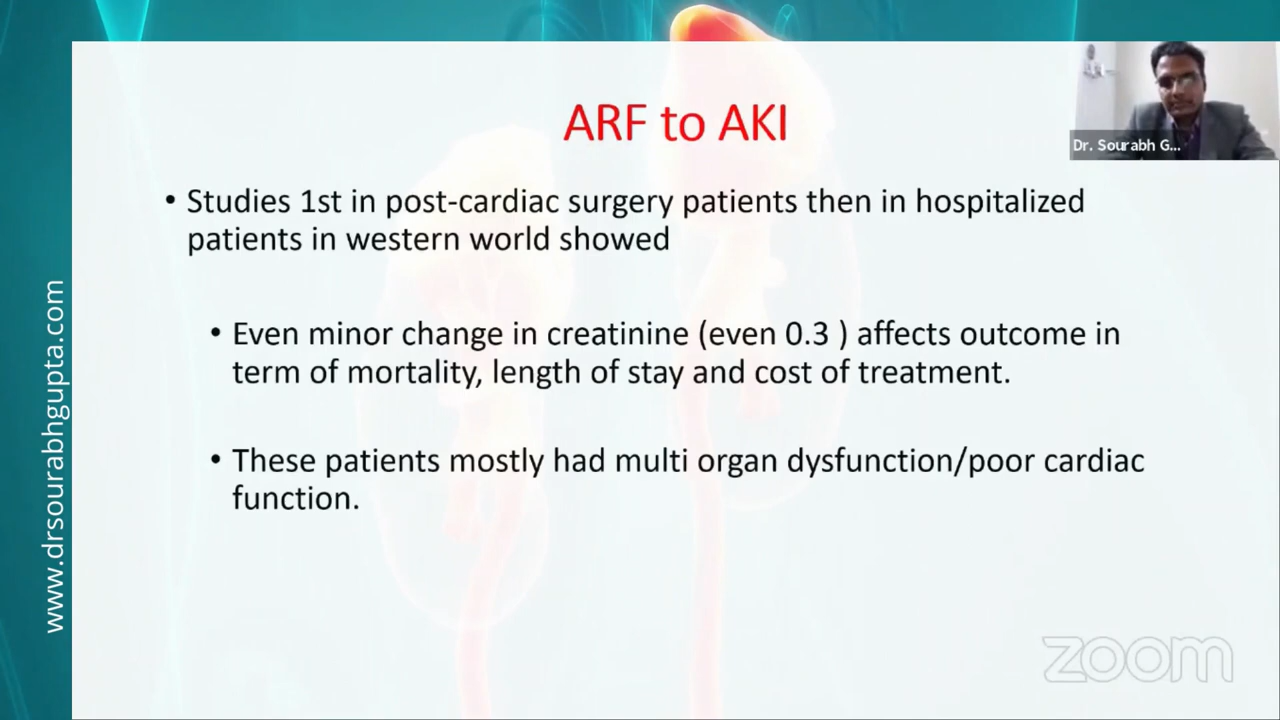 ARF to AKI
Dr. Sourabh G...
• Studies 1st in post-cardiac surgery patients then in hospitalized
patients in western world showed
• Even minor change in creatinine (even 0.3 ) affects outcome in
term of mortality, length of stay and cost of treatment.
• These patients mostly had multi organ dysfunction/poor cardiac
function.
www.drsourabhgupta.com
zoom